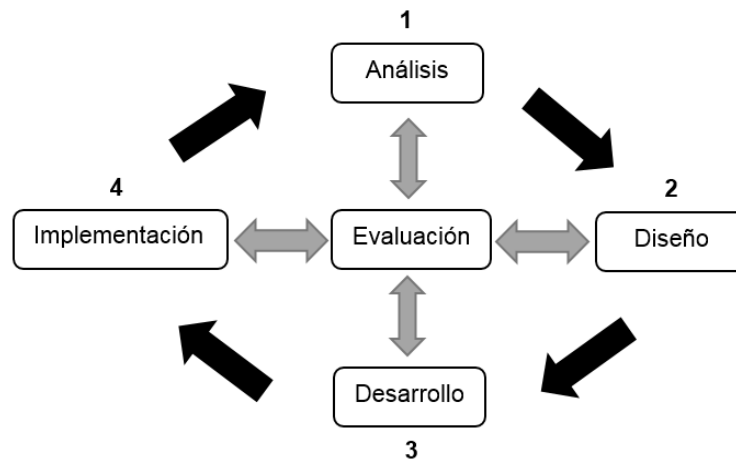 1
Análisis
4
2
Implementación
Evaluación
Diseño
Desarrollo
3